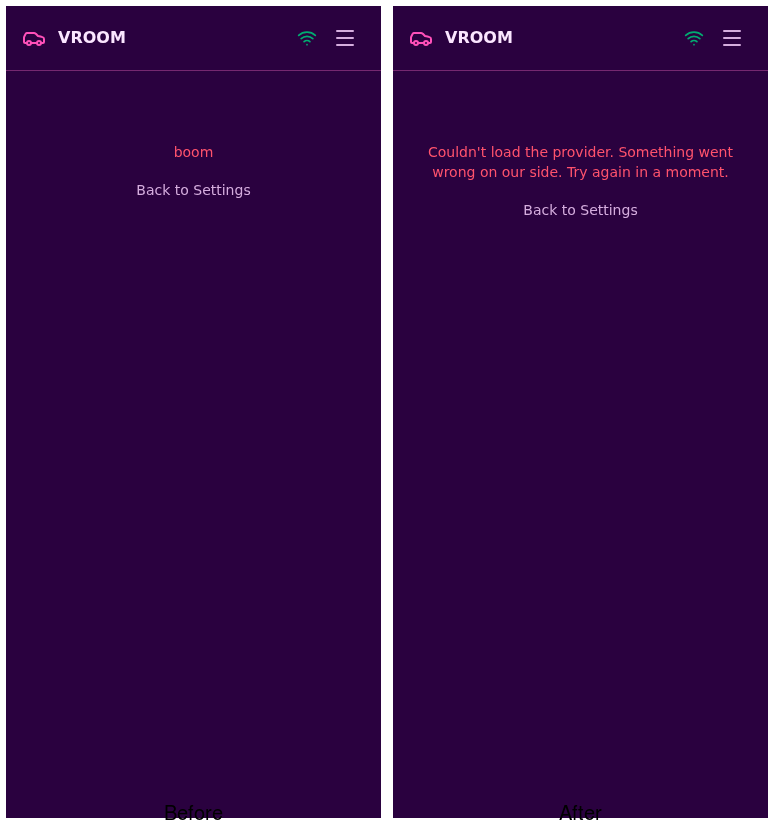 VROOM
boom
Back to Settings
Before
VROOM
Couldn't load the provider. Something went
wrong on our side. Try again in a moment.
Back to Settings
After